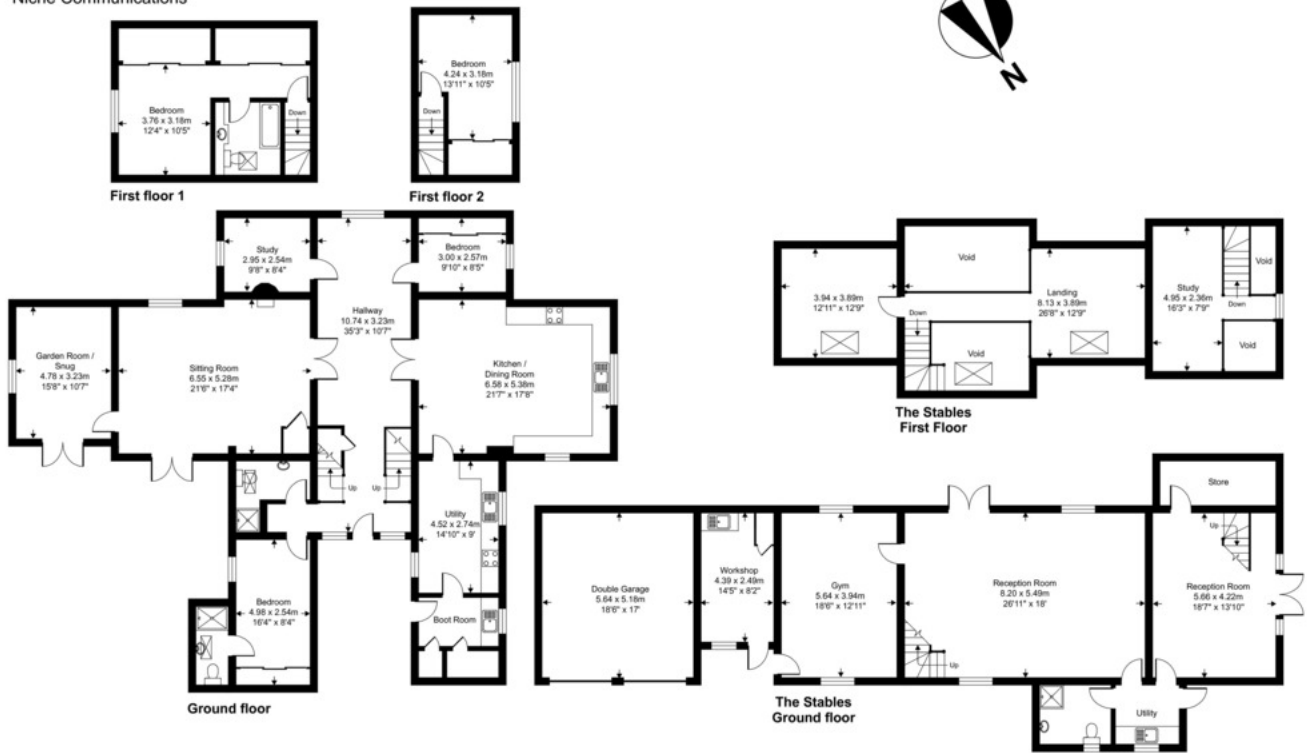 Niche Communications
N
Bedroom
3.76 x 3.18m
12'4" x 10'5"
Down
First floor 1
Bedroom
4.24 x 3.18m
13'11" x 10'5"
Down
First floor 2
Study
2.95 x 2.54m
9'8" x 8'4"
Bedroom
3.00 x 2.57m
9'10" x 8'5"
Hallway
10.74 x 3.23m
35'3" x 10'7"
Garden Room /
Snug
4.78 x 3.23m
15'8" x 10'7"
Sitting Room
6.55 x 5.28m
21'6" x 17'4"
Kitchen /
Dining Room
6.58 x 5.38m
21'7" x 17'8"
Up
Up
Utility
4.52 x 2.74m
14'10" x 9'
Bedroom
4.98 x 2.54m
16'4" x 8'4"
Boot Room
Ground floor
3.94 x 3.89m
12'11" x 12'9"
Void
Landing
8.13 x 3.89m
26'8" x 12'9"
Down
Void
Study
4.95 x 2.36m
16'3" x 7'9"
Void
Down
Void
The Stables
First Floor
Double Garage
5.64 x 5.18m
18'6" x 17'
Workshop
4.39 x 2.49m
14'5" x 8'2"
Gym
5.64 x 3.94m
18'6" x 12'11"
Reception Room
8.20 x 5.49m
26'11" x 18'
Up
Store
Up
Reception Room
5.66 x 4.22m
18'7" x 13'10"
Utility
The Stables
Ground floor